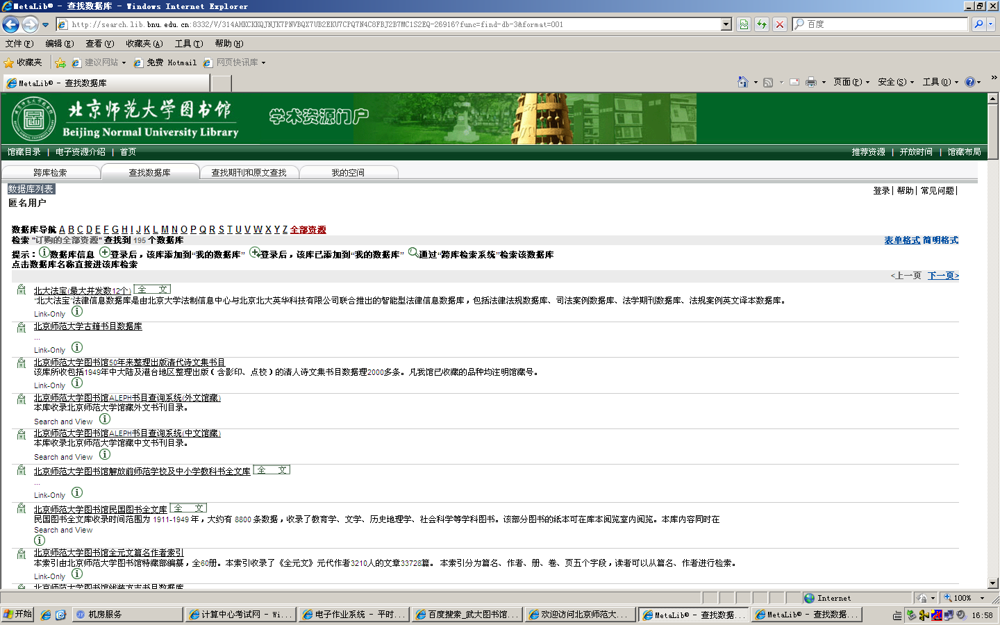 MetaLib® - 查找数据库 - Windows Internet Explorer
http://search.lib.bnu.edu.cn:8332/V/314AHKCKKQJNJK7PNVBQX7UB2EKU7CPQ7N4C8FBJ2B7MC1S2EQ-26916?func=find-db-3&format=001
百度
文件(F) 编辑(E) 查看(V) 收藏夹(A) 工具(T) 帮助(H)
收藏夹 建议网站 免费 Hotmail 网页快讯库
MetaLib® - 查找数据库 页面(P) 安全(S) 工具(O)
北京师范大学图书馆 学术资源门户
Beijing Normal University Library
馆藏目录 | 电子资源介绍 | 首页 推荐资源 | 开放时间 | 馆藏布局
跨库检索 查找数据库 查找期刊和原文查找 我的空间
数据库列表 登录| 帮助| 常见问题|
匿名用户
数据库导航 A B C D E F G H I J K L M N O P Q R S T U V W X Y Z 全部资源
检索 "订购的全部资源" 查找到 195 个数据库 表单格式 简明格式
提示：数据库信息 登录后，该库添加到“我的数据库” 登录后，该库已添加到“我的数据库” 通过“跨库检索系统”检索该数据库
点击数据库名称直接进该库检索
<上一页 下一页>
北大法宝(最大并发数12个) 全 文
“北大法宝”法律信息数据库是由北京大学法制信息中心与北京北大英华科技有限公司联合推出的智能型法律信息数据库，包括法律法规数据库、司法案例数据库、法学期刊数据库、法规案例英文译本数据库。
Link-Only
北京师范大学古籍书目数据库
...
Link-Only
北京师范大学图书馆50年来整理出版清代诗文集书目
该库所收包括1949年中大陆及港台地区整理出版（含影印、点校）的清人诗文集书目数据理2000多条。凡我馆已收藏的品种均注明馆藏号。
Link-Only
北京师范大学图书馆ALEPH书目查询系统(外文馆藏)
本库收录北京师范大学馆藏外文书刊目录。
Search and View
北京师范大学图书馆ALEPH书目查询系统(中文馆藏)
本库收录北京师范大学馆藏中文书刊目录。
Search and View
北京师范大学图书馆解放前师范学校及中小学教科书全文库 全 文
...
Link-Only
北京师范大学图书馆民国图书全文库 全 文
民国图书全文库收录时间范围为 1911-1949 年，大约有 8800 条数据，收录了教育学、文学、历史地理学、社会科学等学科图书。该部分图书的纸本可在库本阅览室内阅览。本库内容同时在
Search and View
北京师范大学图书馆全元文篇名作者索引
本索引由北京师范大学图书馆特藏部编纂，全60册。本索引收录了《全元文》元代作者3210人的文章33728篇。 本索引分为篇名、作者、册、卷、页五个字段，读者可以从篇名、作者进行检索。
Link-Only
北京师范大学图书馆线装方志书目数据库
Internet 100%
开始 机房服务 计算中心考试网 - Wi... 电子作业系统 - 平时... 百度搜索_武大图书馆... 欢迎访问北京师范大... MetaLib® - 查找数据... MetaLib® - 查找数据... 16:58